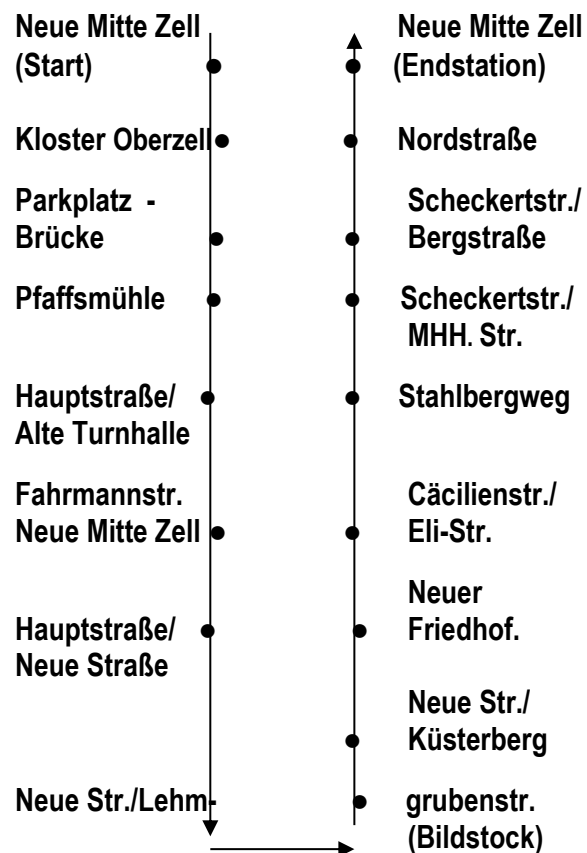 Neue Mitte Zell
(Start)
Kloster Oberzell
Parkplatz -
Brücke
Pfaffsmühle
Hauptstraße/
Alte Turnhalle
Fahrmannstr.
Neue Mitte Zell
Hauptstraße/
Neue Straße
Neue Str./Lehm-
Neue Mitte Zell
(Endstation)
Nordstraße
Scheckertstr./
Bergstraße
Scheckertstr./
MHH. Str.
Stahlbergweg
Cäcilienstr./
Eli-Str.
Neuer
Friedhof.
Neue Str./
Küsterberg
grubenstr.
(Bildstock)